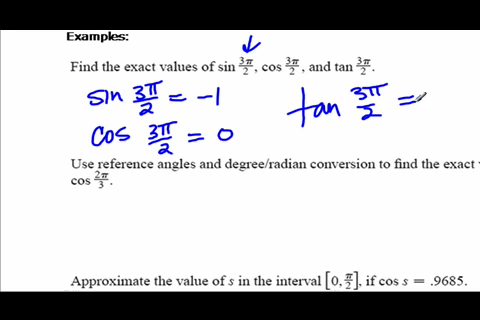 Examples:
Find the exact values of sin 3π/2, cos 3π/2, and tan 3π/2.
sin 3π/2 = -1
tan 3π/2 =
cos 3π/2 = 0
Use reference angles and degree/radian conversion to find the exact
cos 2π/3.
Approximate the value of s in the interval [0, π/2], if cos s = .9685.